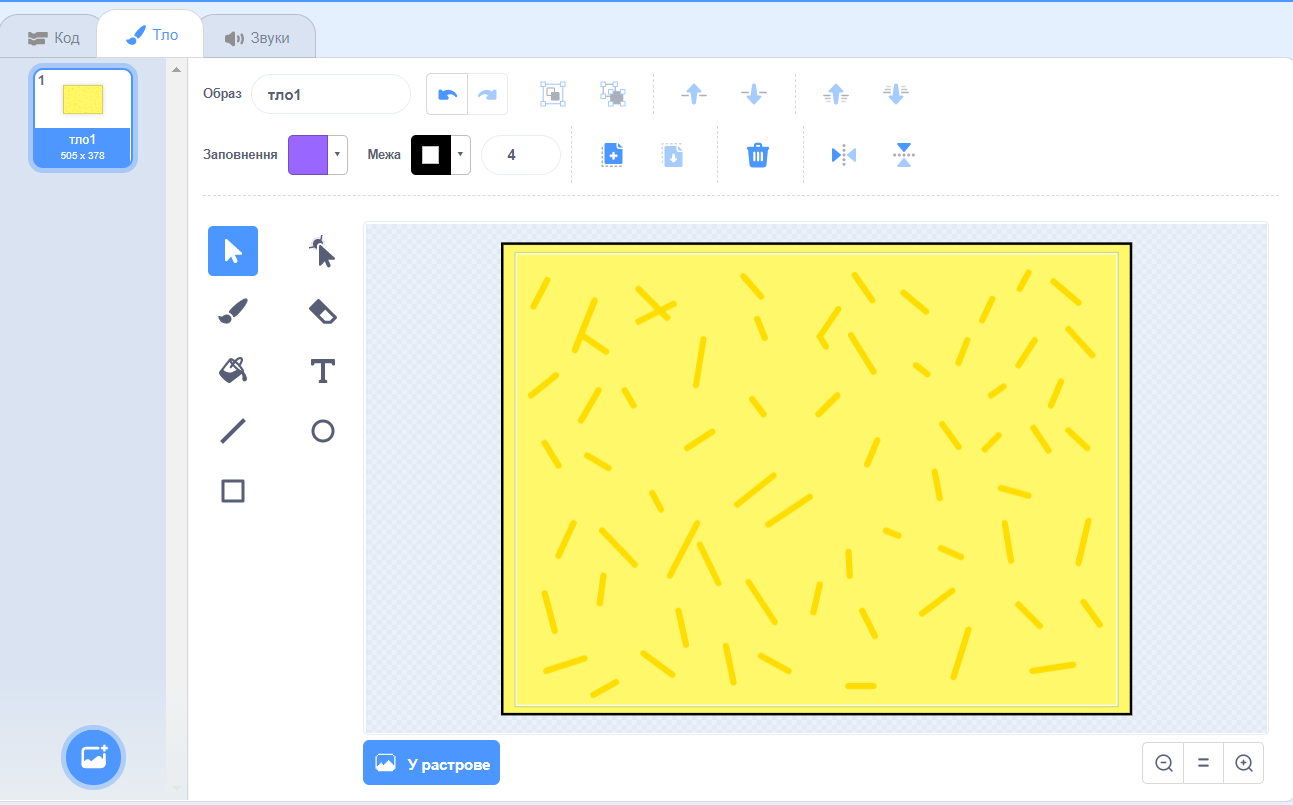 Код
Тло
Звуки
1
тло1
505 x 378
Образ
тло1
Заповнення
Межа
4
У растрове